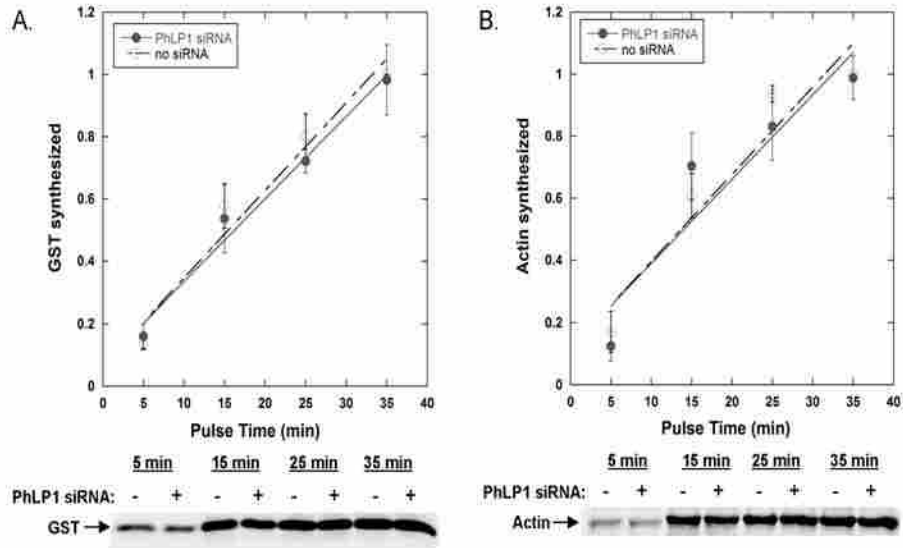 A.
PhLP1 siRNA
no siRNA
GST synthesized
1.2
1
0.8
0.6
0.4
0.2
0
0 5 10 15 20 25 30 35 40
Pulse Time (min)
5 min 15 min 25 min 35 min
PhLP1 siRNA: - + - + - + - +
GST
B.
PhLP1 siRNA
no siRNA
Actin synthesized
1.2
1
0.8
0.6
0.4
0.2
0
0 5 10 15 20 25 30 35 40
Pulse Time (min)
5 min 15 min 25 min 35 min
PhLP1 siRNA: - + - + - + - +
Actin